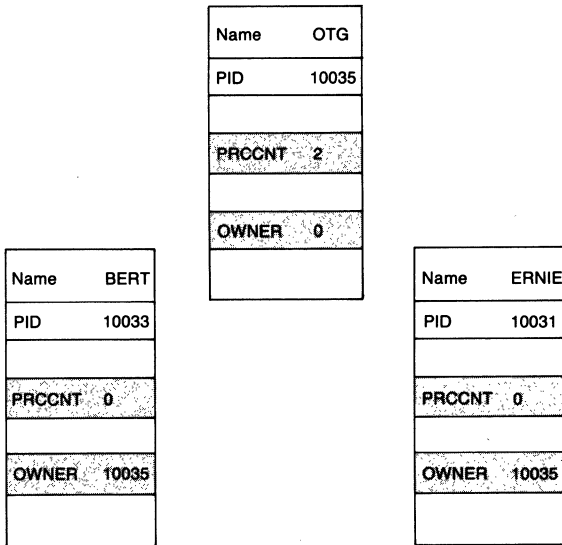 Name OTG
PID 10035
PRCCNT 2
OWNER 0
Name BERT
PID 10033
PRCCNT 0
OWNER 10035
Name ERNIE
PID 10031
PRCCNT 0
OWNER 10035